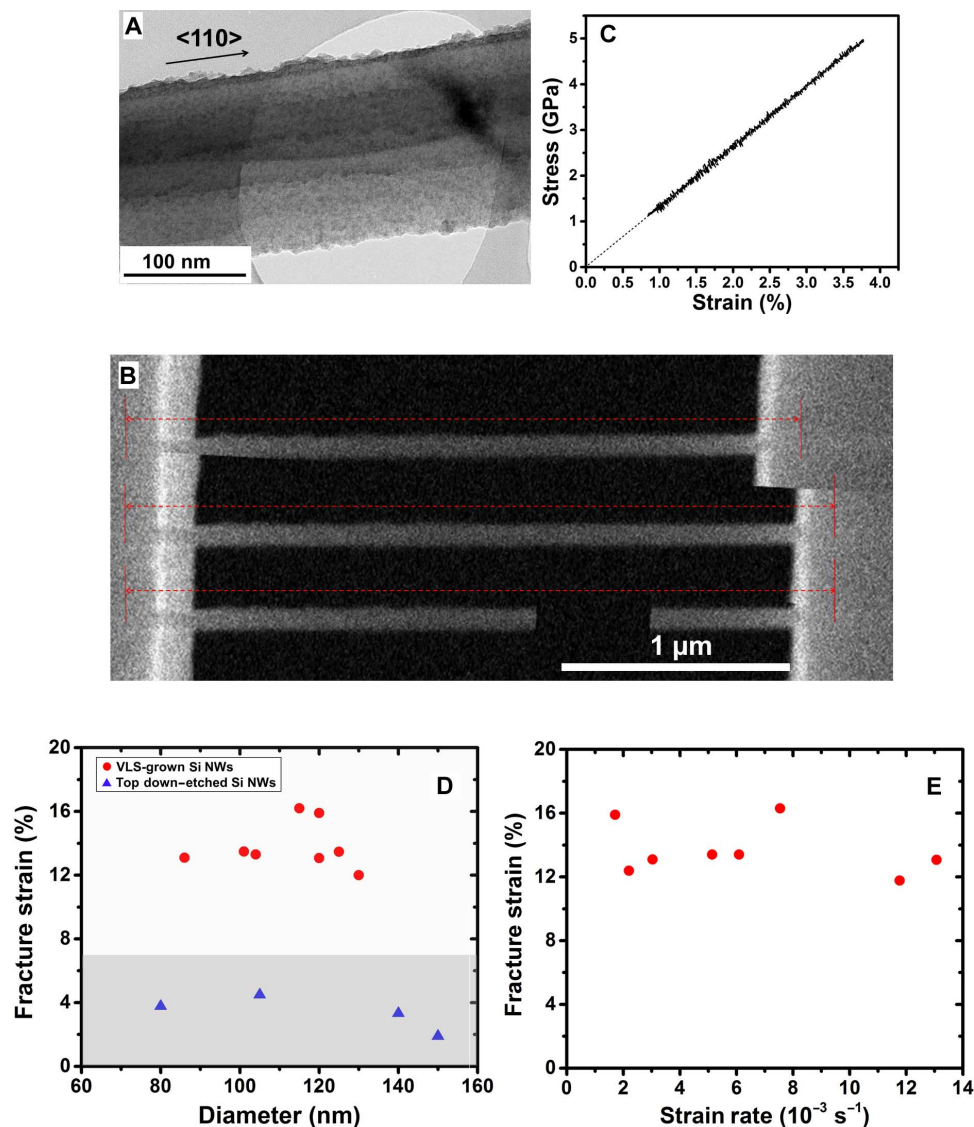 A
<110>
100 nm
C
Stress (GPa)
5
4
3
2
1
0
0.0 0.5 1.0 1.5 2.0 2.5 3.0 3.5 4.0
Strain (%)
B
1 µm
D
VLS-grown Si NWs
Top down–etched Si NWs
Fracture strain (%)
20
16
12
8
4
0
60 80 100 120 140 160
Diameter (nm)
E
Fracture strain (%)
20
16
12
8
4
0
0 2 4 6 8 10 12 14
Strain rate (10⁻³ s⁻¹)